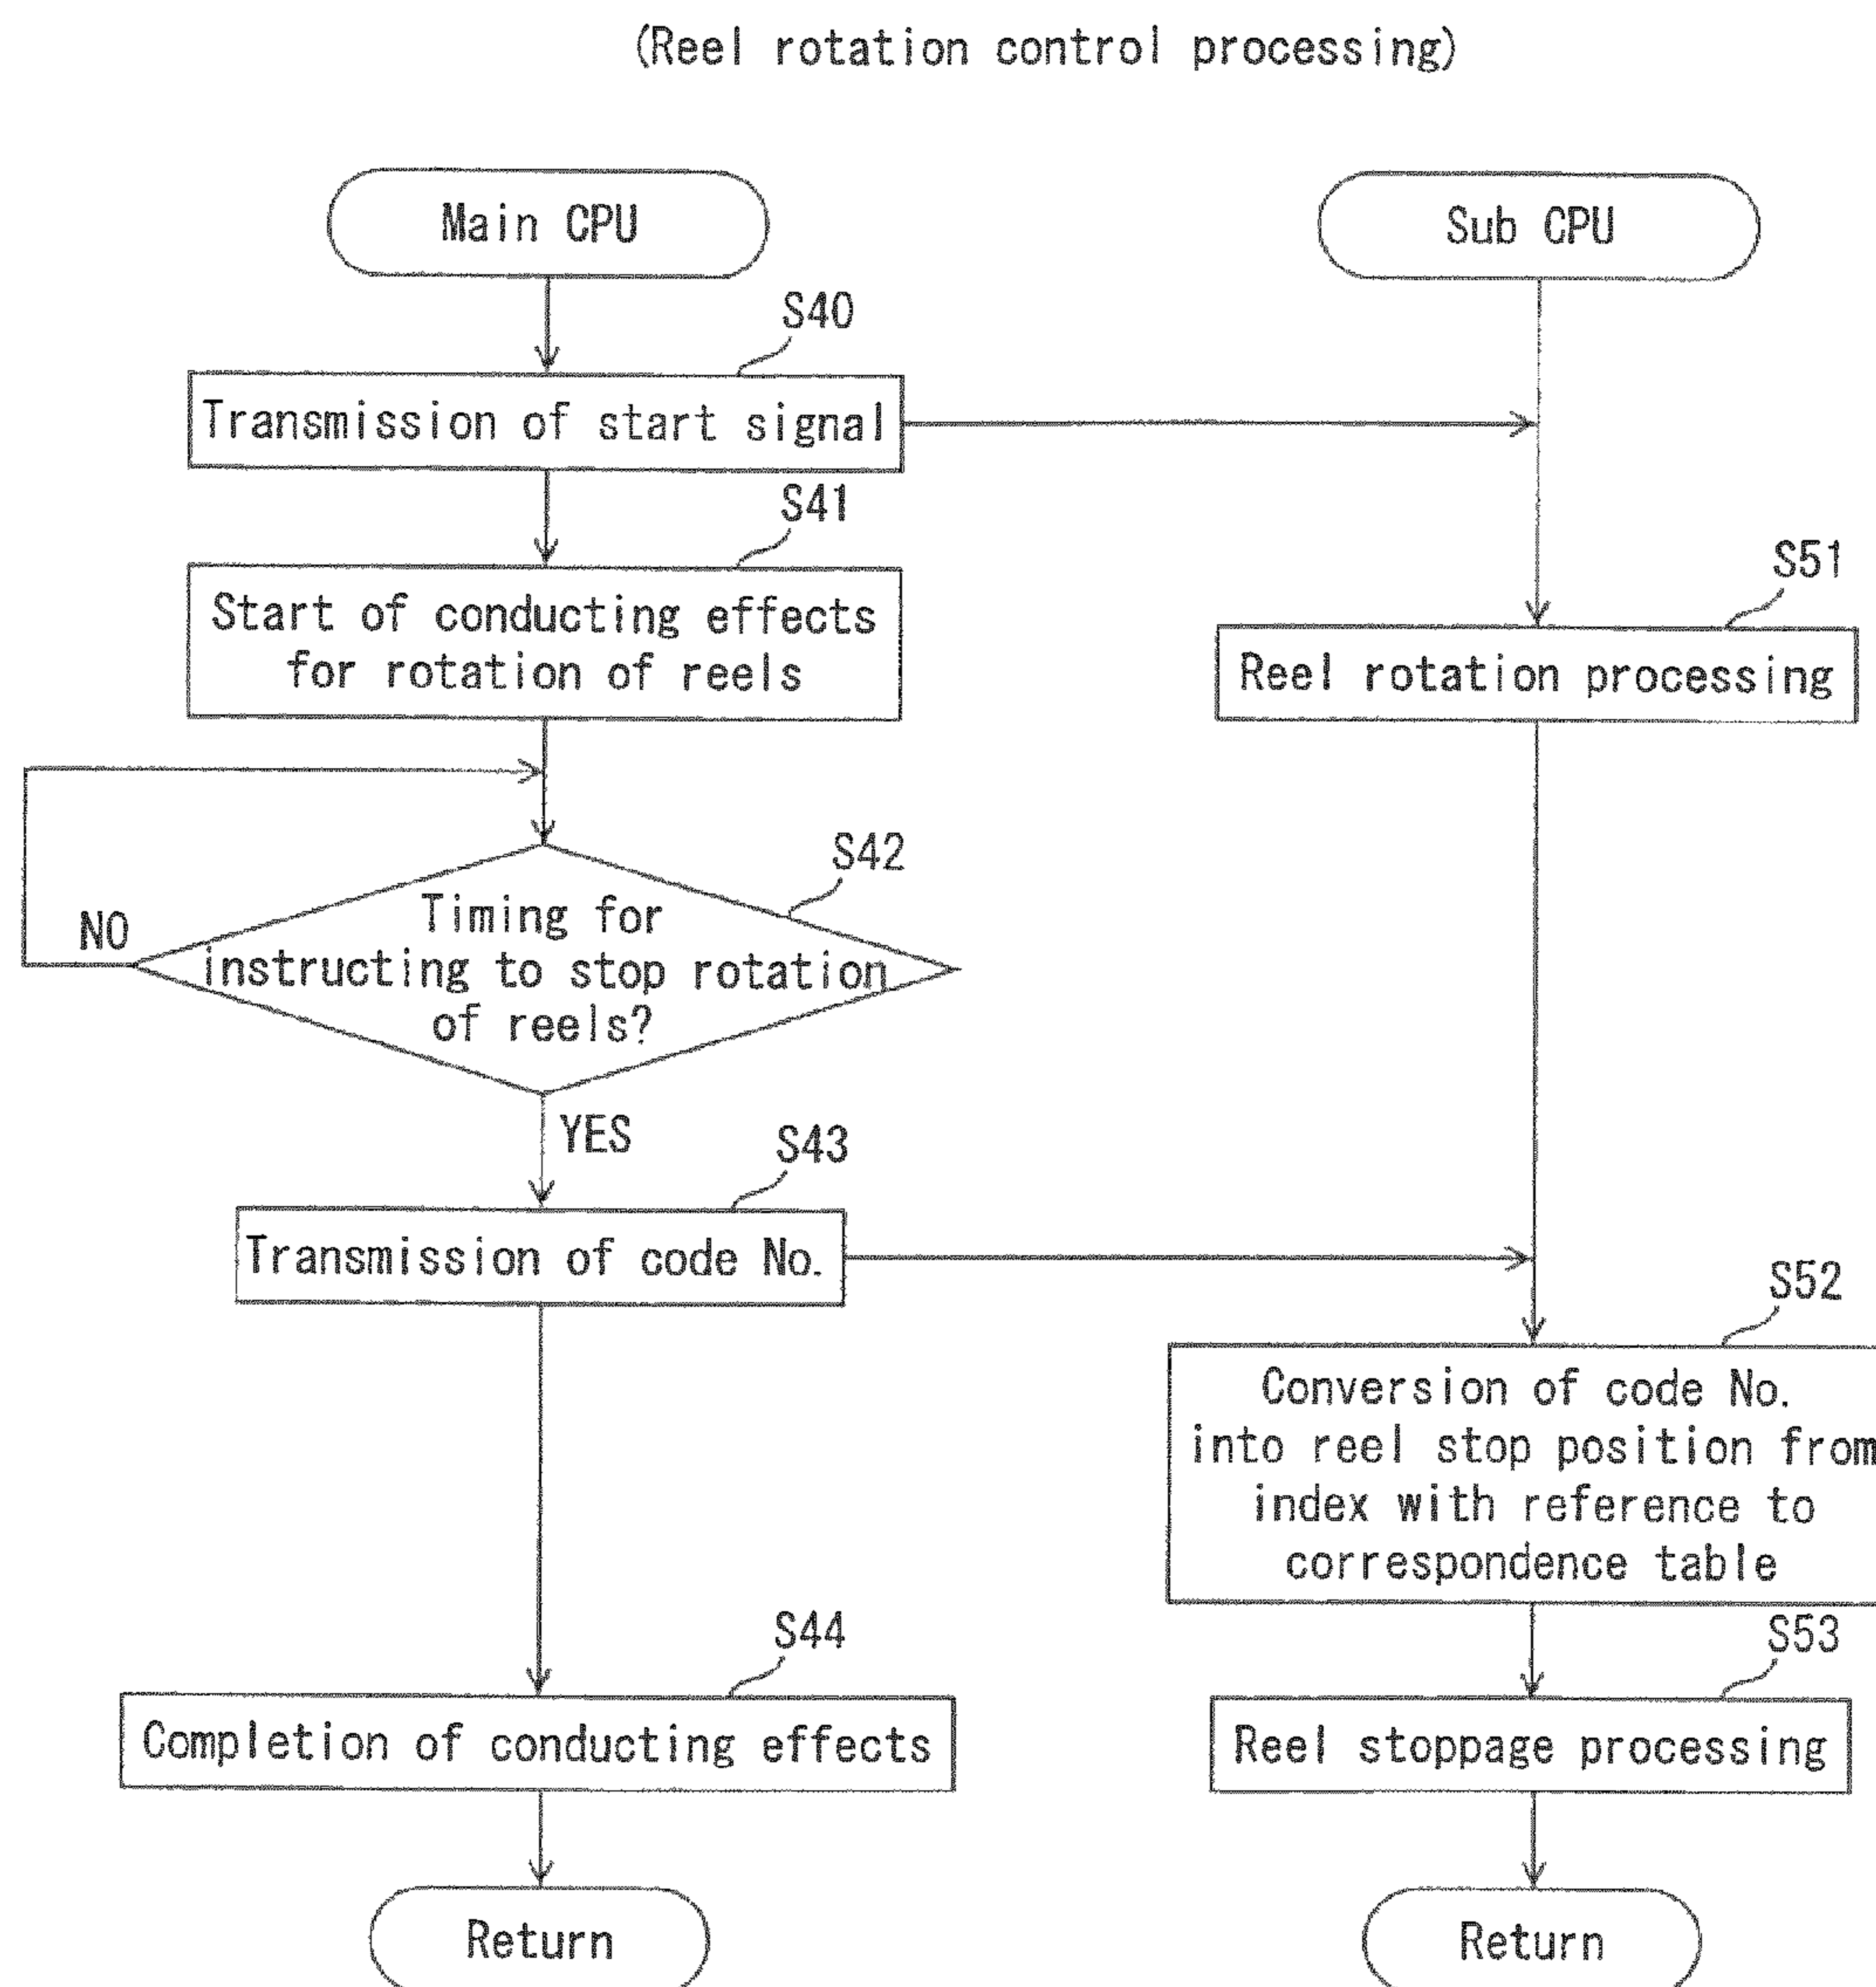 (Reel rotation control processing)
Main CPU
Sub CPU
S40
Transmission of start signal
S41
Start of conducting effects
for rotation of reels
S51
Reel rotation processing
S42
Timing for
instructing to stop rotation
of reels?
NO
YES
S43
Transmission of code No.
S52
Conversion of code No.
into reel stop position from
index with reference to
correspondence table
S44
Completion of conducting effects
S53
Reel stoppage processing
Return
Return